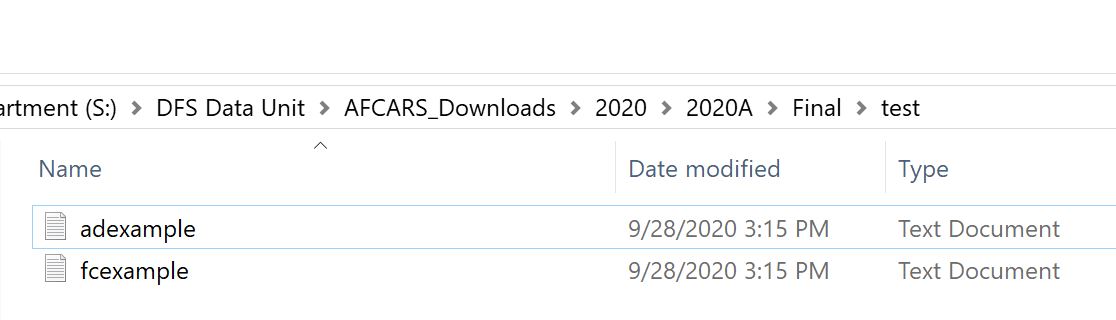 artment (S:) > DFS Data Unit > AFCARS_Downloads > 2020 > 2020A > Final > test
Name Date modified Type
adexample 9/28/2020 3:15 PM Text Document
fcexample 9/28/2020 3:15 PM Text Document